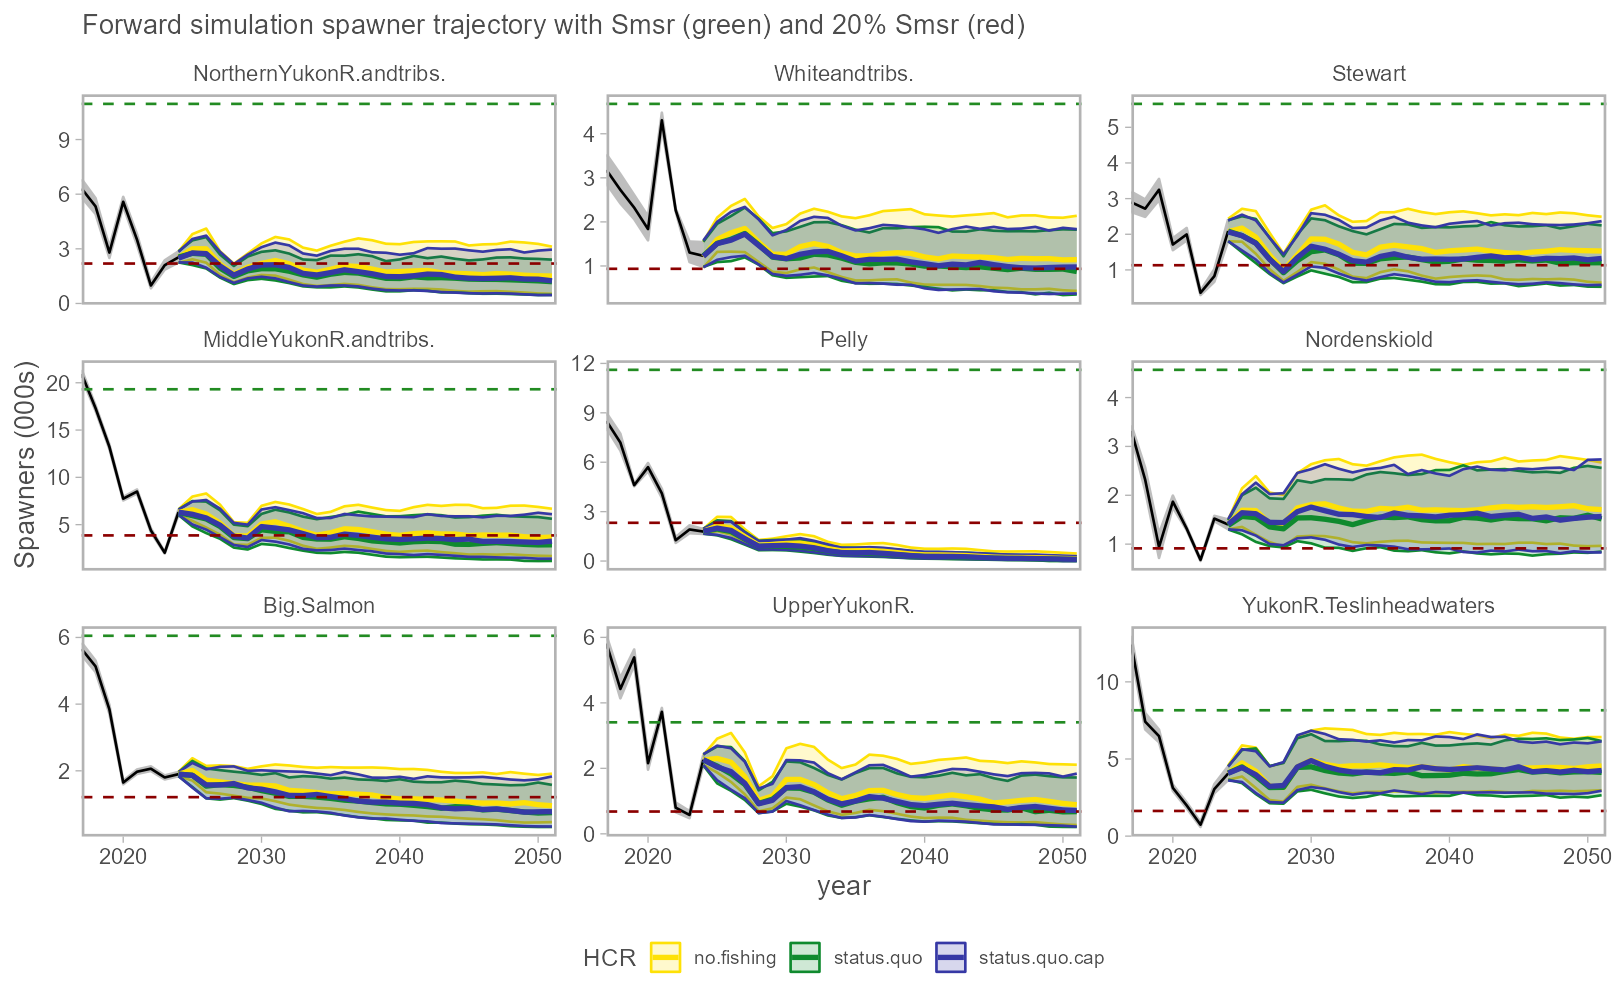 Forward simulation spawner trajectory with Smsr (green) and 20% Smsr (red)
NorthernYukonR.andtribs.
Whiteandtribs.
Stewart
9
6
3
0
4
3
2
1
5
4
3
2
1
MiddleYukonR.andtribs.
Pelly
Nordenskiold
20
15
10
5
12
9
6
3
0
4
3
2
1
Spawners (000s)
Big.Salmon
UpperYukonR.
YukonR.Teslinheadwaters
6
4
2
6
4
2
0
10
5
0
2020 2030 2040 2050 2020 2030 2040 2050 2020 2030 2040 2050
year
HCR no.fishing status.quo status.quo.cap